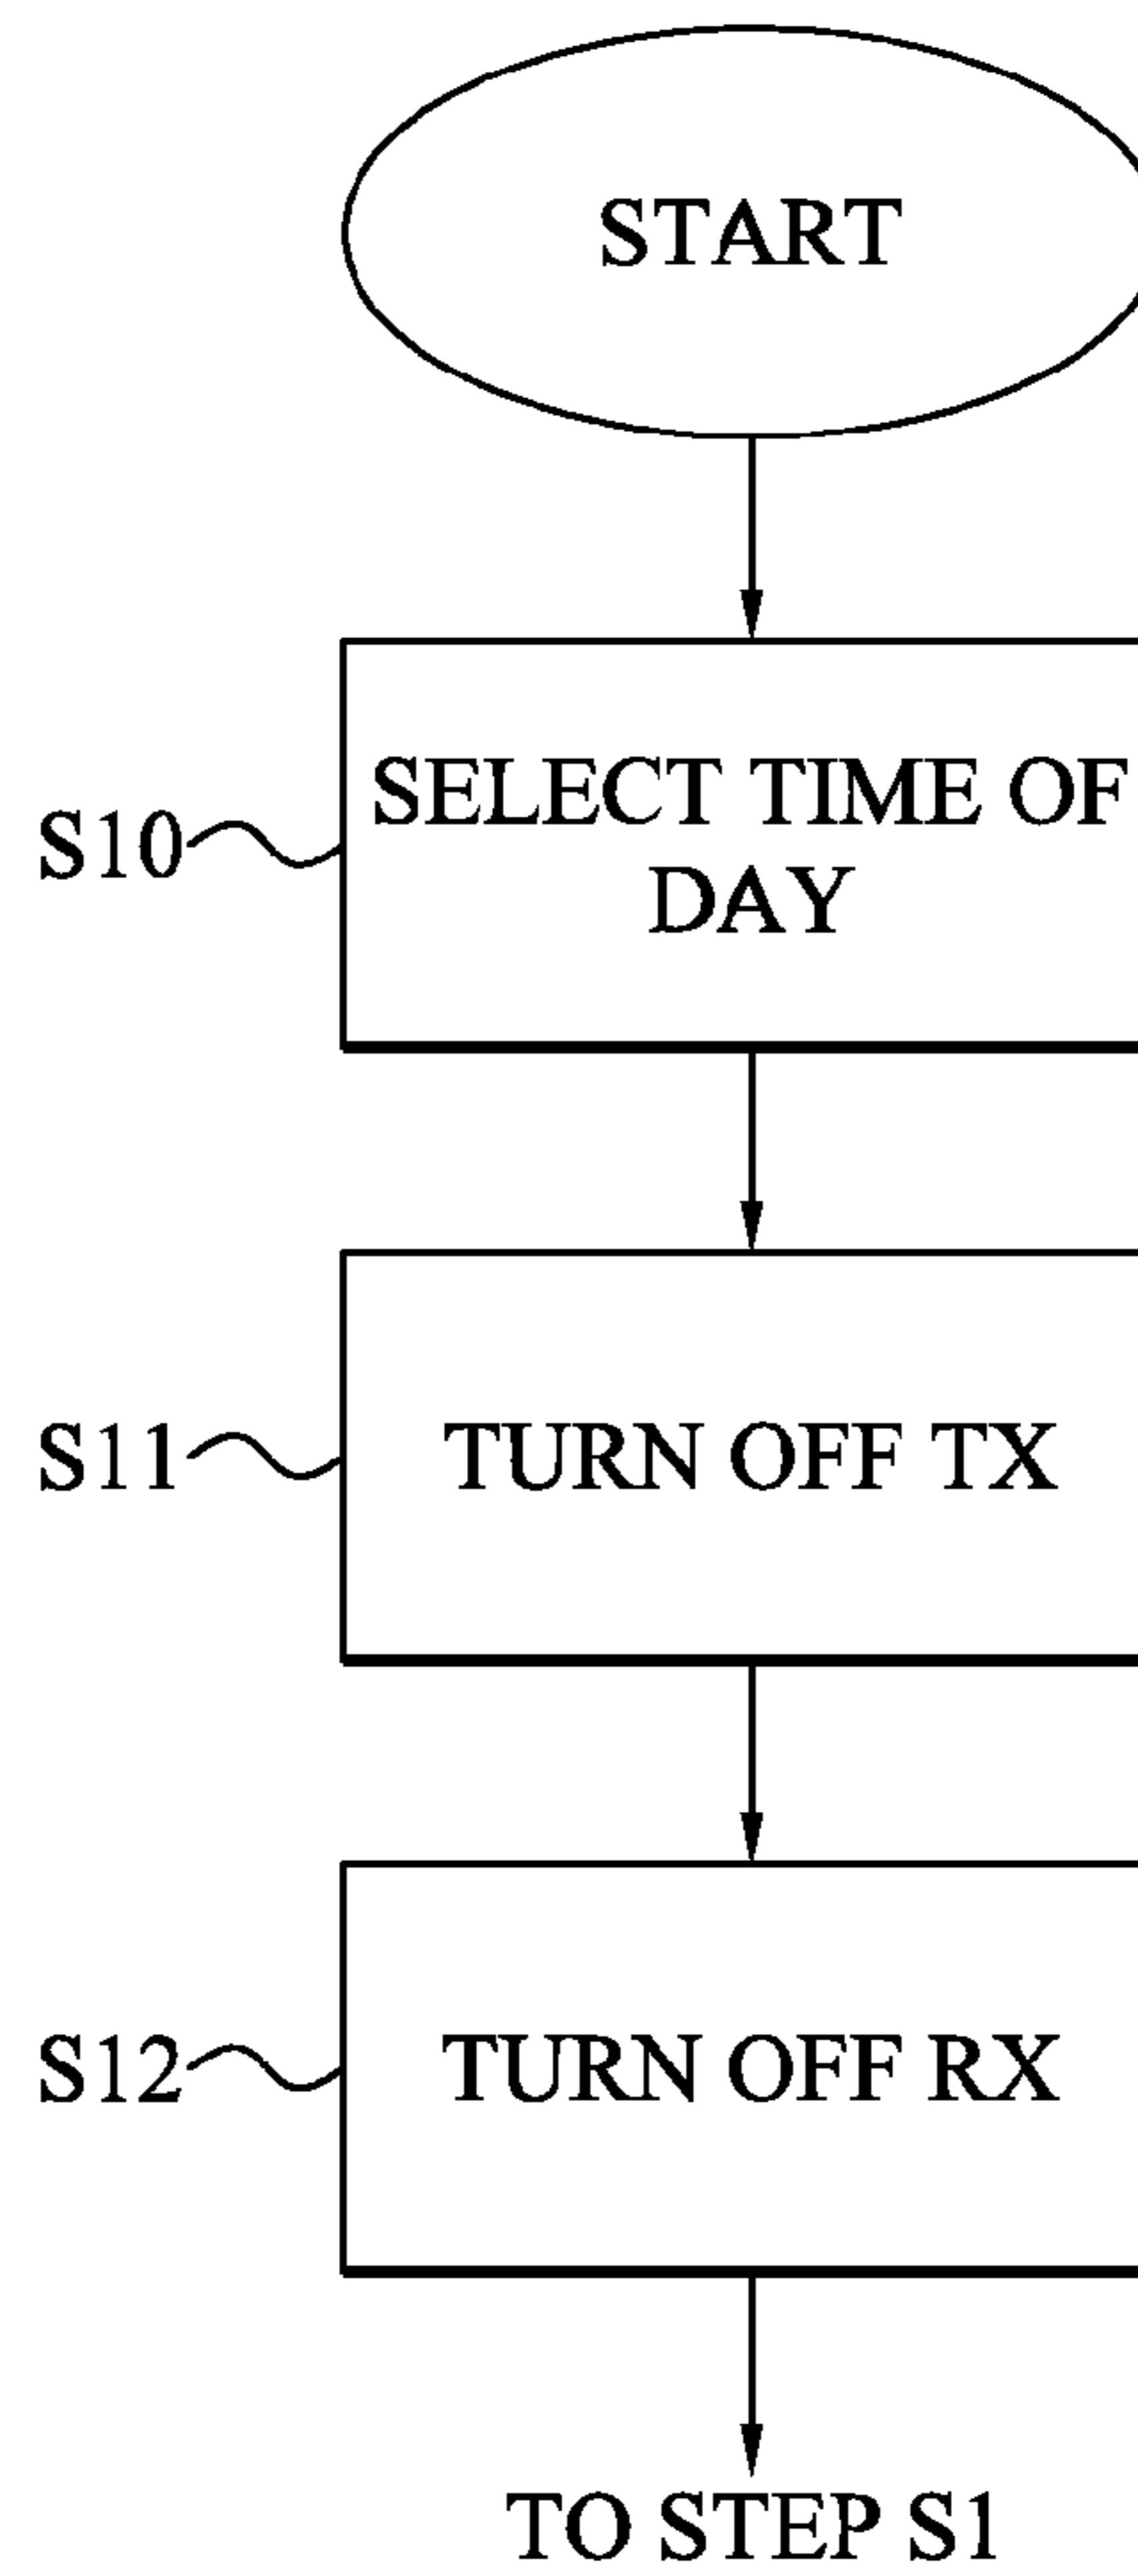 START
S10
SELECT TIME OF
DAY
S11
TURN OFF TX
S12
TURN OFF RX
TO STEP S1